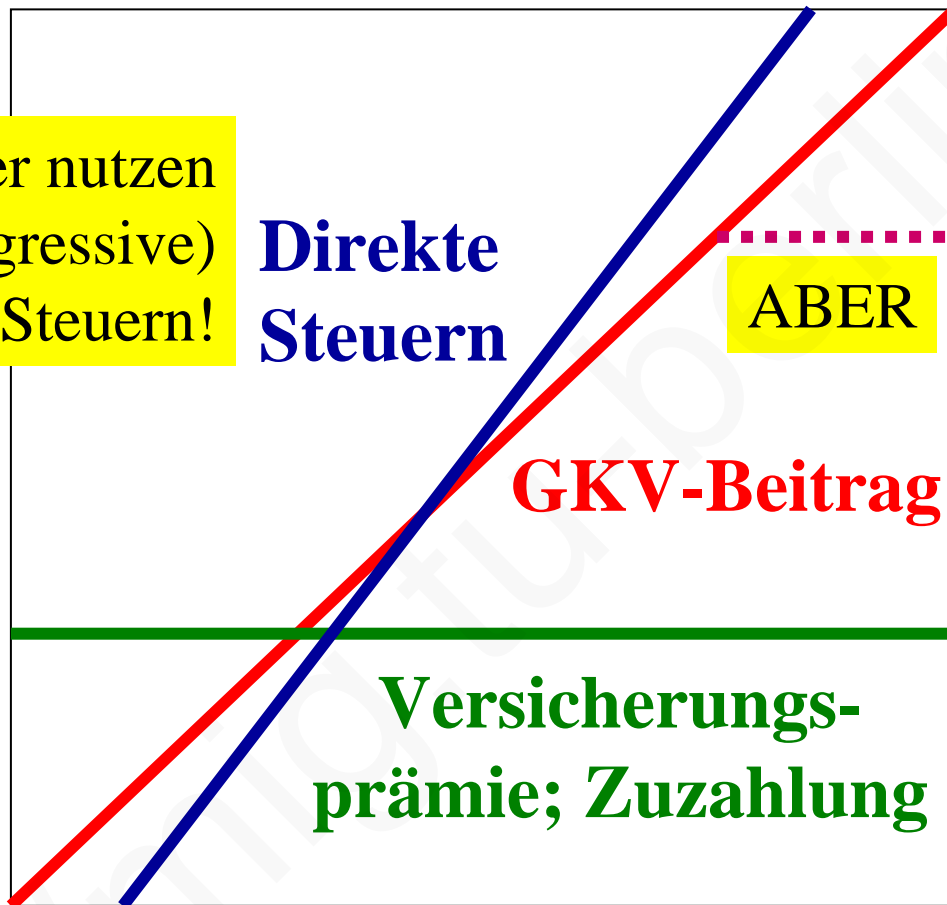 er nutzen
gressive)
Steuern!
Direkte
Steuern
ABER
GKV-Beitrag
Versicherungs-
prämie; Zuzahlung